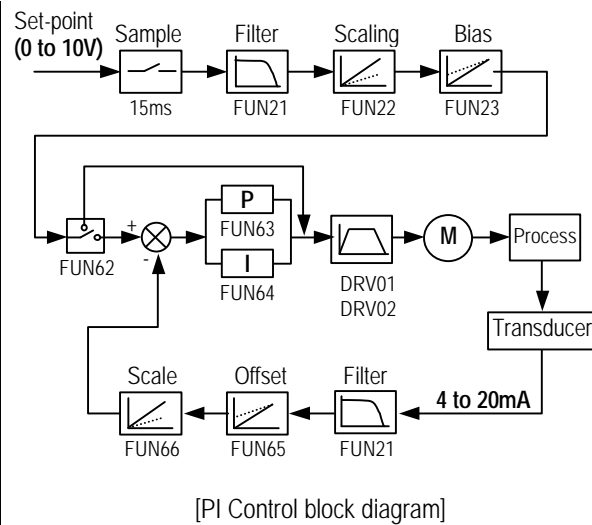 Set-point
(0 to 10V)
Sample
Filter
Scaling
Bias
15ms
FUN21
FUN22
FUN23
+
-
P
FUN63
I
FUN64
FUN62
M
Process
DRV01
DRV02
Transducer
Scale
Offset
Filter
4 to 20mA
FUN66
FUN65
FUN21
[PI Control block diagram]